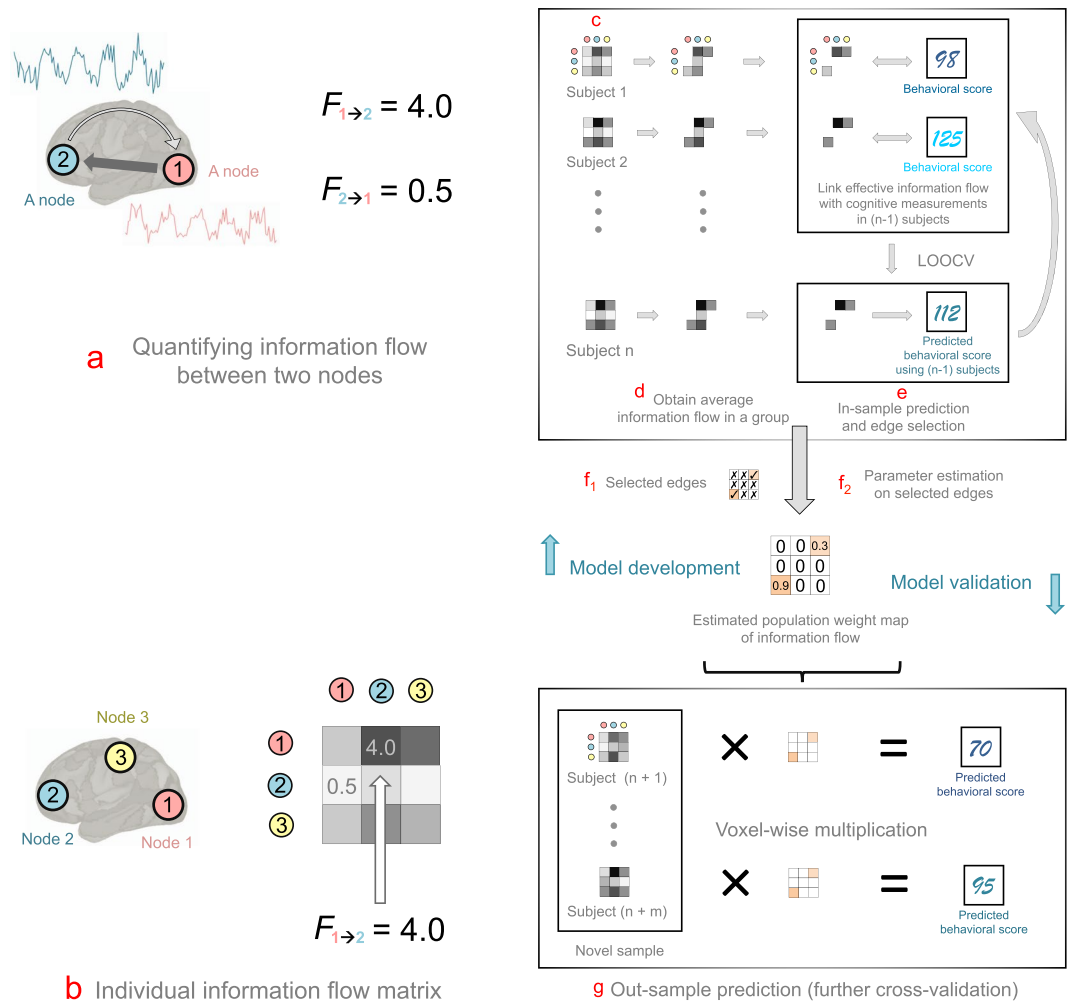 2
1
A node
A node
F1→2 = 4.0
F2→1 = 0.5
a Quantifying information flow
between two nodes
Node 3
3
2
1
Node 2
Node 1
1 2 3
1
2
3
4.0
0.5
F1→2 = 4.0
b Individual information flow matrix
c
Subject 1
98
Behavioral score
Subject 2
125
Behavioral score
Link effective information flow
with cognitive measurements
in (n-1) subjects
LOOCV
Subject n
112
Predicted
behavioral score
using (n-1) subjects
d Obtain average
information flow in a group
e
In-sample prediction
and edge selection
f1 Selected edges
✗ ✗ ✓
✗ ✗ ✗
✓ ✗ ✗
f2 Parameter estimation
on selected edges
0 0 0.3
0 0 0
0.9 0 0
Model development
Model validation
Estimated population weight map
of information flow
Subject (n + 1)
× =
70
Predicted
behavioral score
Voxel-wise multiplication
Subject (n + m)
× =
95
Predicted
behavioral score
Novel sample
g Out-sample prediction (further cross-validation)